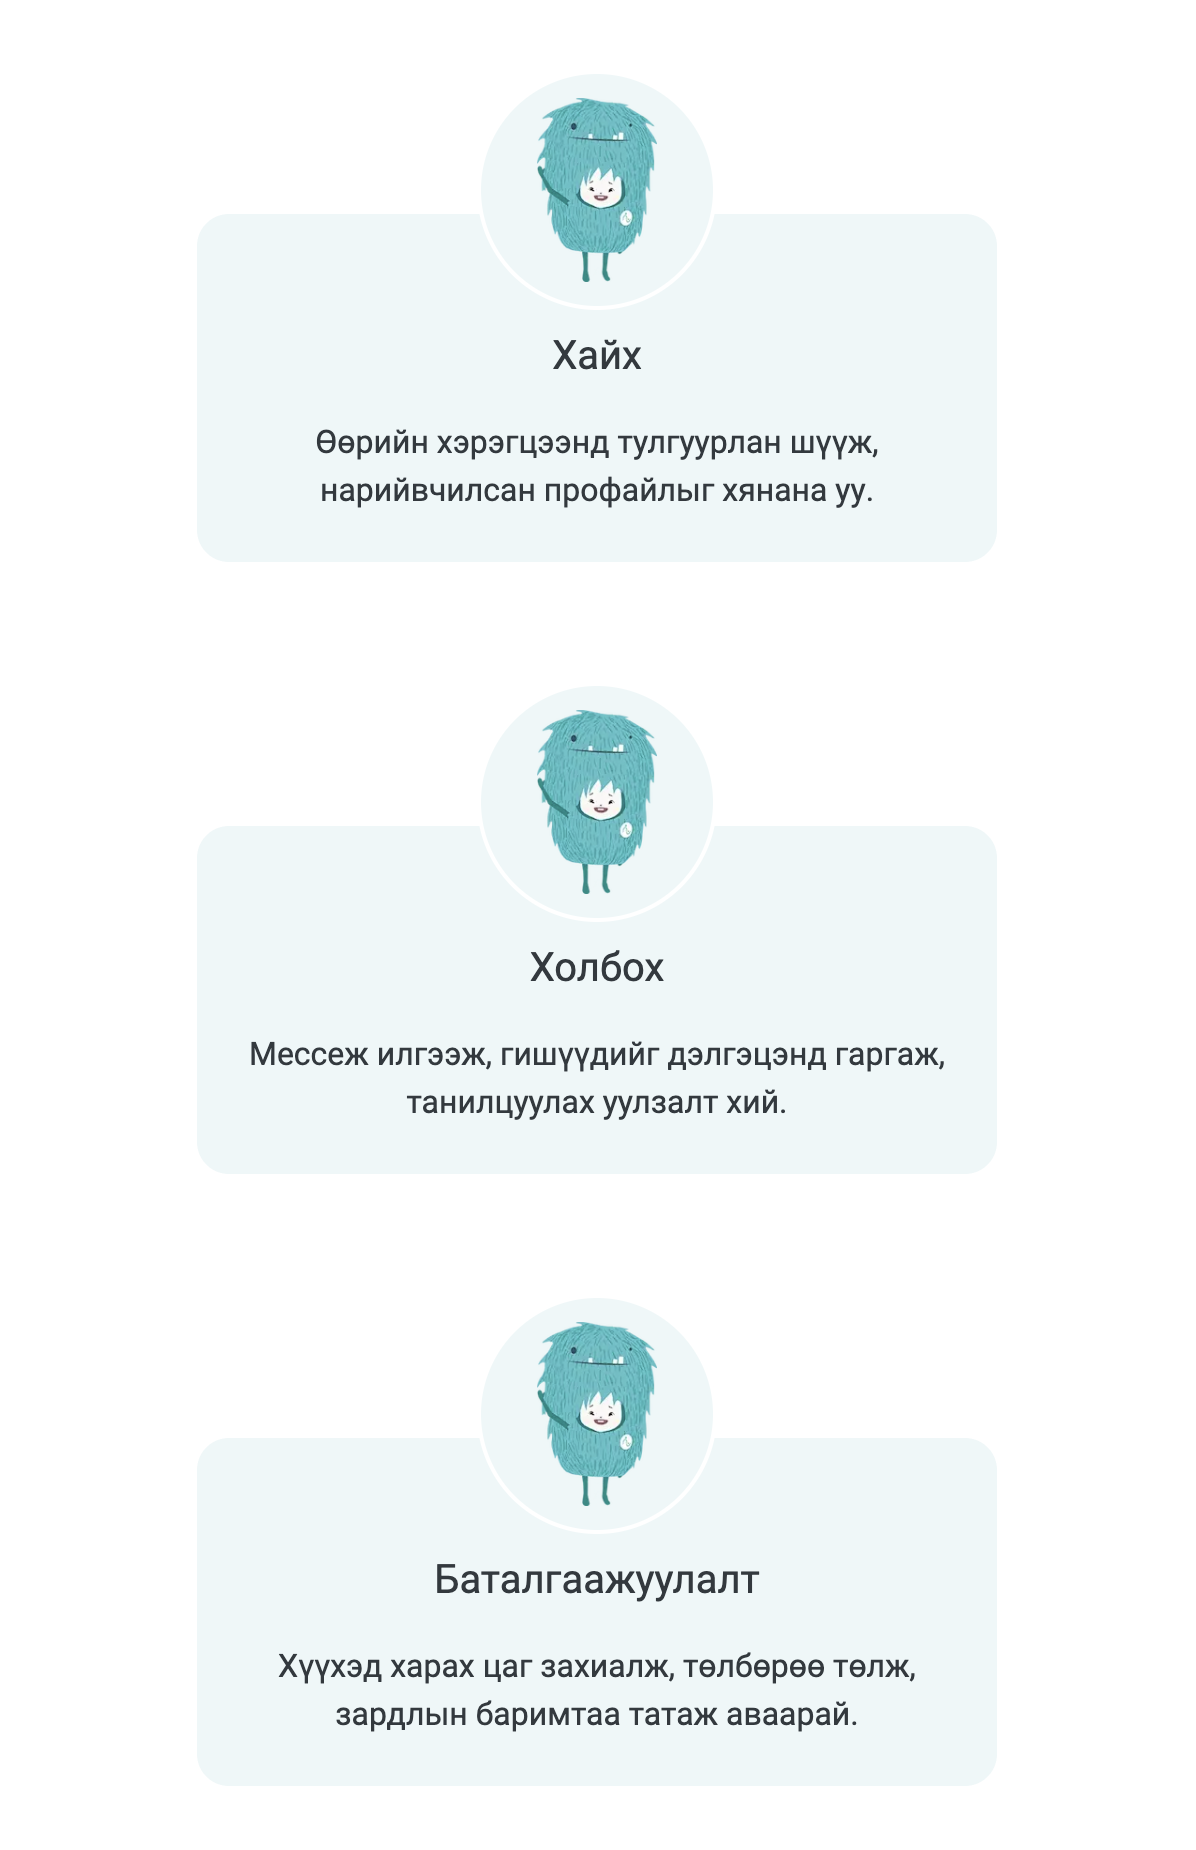 Хайх
Өөрийн хэрэгцээнд тулгуурлан шүүж,
нарийвчилсан профайлыг хянана уу.
Холбох
Мессеж илгээж, гишүүдийг дэлгэцэнд гаргаж,
танилцуулах уулзалт хий.
Баталгаажуулалт
Хүүхэд харах цаг захиалж, төлбөрөө төлж,
зардлын баримтаа татаж аваарай.